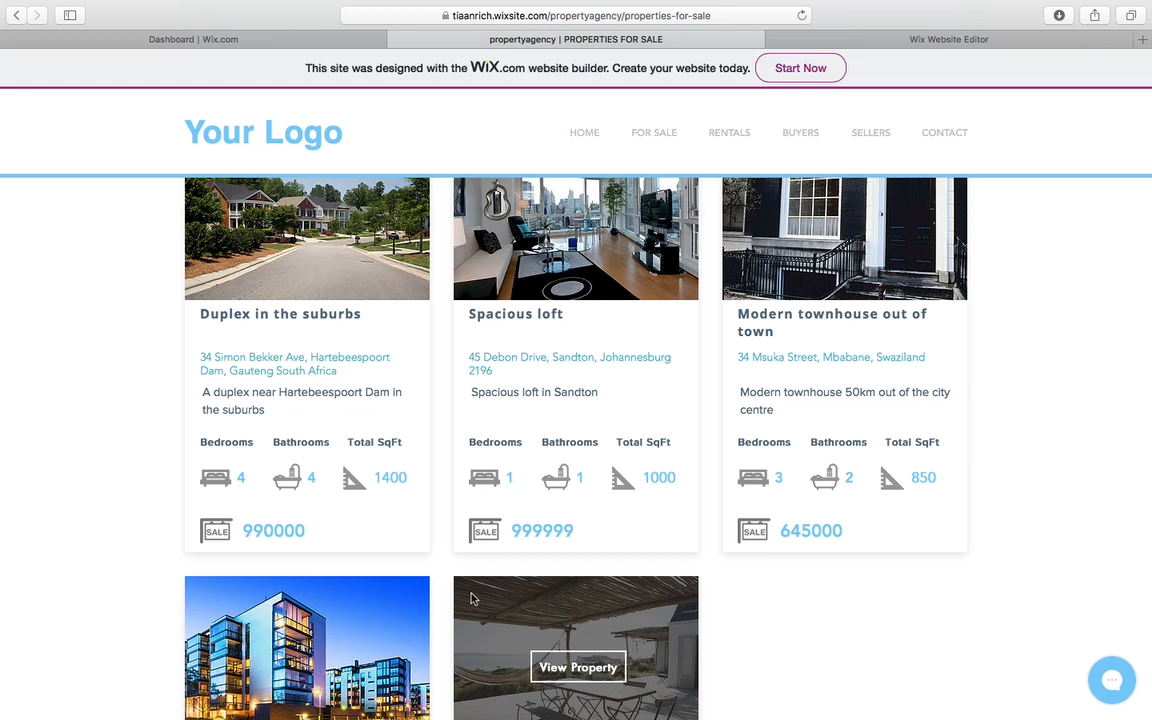 tiaanrich.wixsite.com/propertyagency/properties-for-sale
Dashboard | Wix.com
propertyagency | PROPERTIES FOR SALE
Wix Website Editor
This site was designed with the WiX.com website builder. Create your website today.
Start Now
Your Logo
HOME
FOR SALE
RENTALS
BUYERS
SELLERS
CONTACT
Duplex in the suburbs
34 Simon Bekker Ave, Hartebeespoort
Dam, Gauteng South Africa
A duplex near Hartebeespoort Dam in
the suburbs
Bedrooms Bathrooms Total SqFt
4 4 1400
SALE 990000
Spacious loft
45 Debon Drive, Sandton, Johannesburg
2196
Spacious loft in Sandton
Bedrooms Bathrooms Total SqFt
1 1 1000
SALE 999999
Modern townhouse out of
town
34 Msuka Street, Mbabane, Swaziland
Modern townhouse 50km out of the city
centre
Bedrooms Bathrooms Total SqFt
3 2 850
SALE 645000
View Property